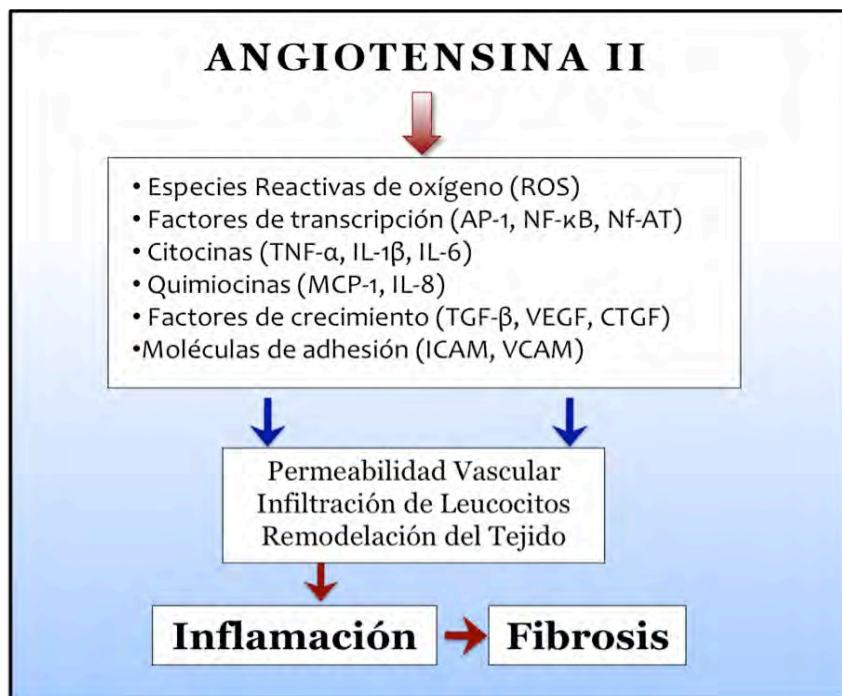 ANGIOTENSINA II
• Especies Reactivas de oxígeno (ROS)
• Factores de transcripción (AP-1, NF-κB, Nf-AT)
• Citocinas (TNF-α, IL-1β, IL-6)
• Quimiocinas (MCP-1, IL-8)
• Factores de crecimiento (TGF-β, VEGF, CTGF)
•Moléculas de adhesión (ICAM, VCAM)
Permeabilidad Vascular
Infiltración de Leucocitos
Remodelación del Tejido
Inflamación
Fibrosis